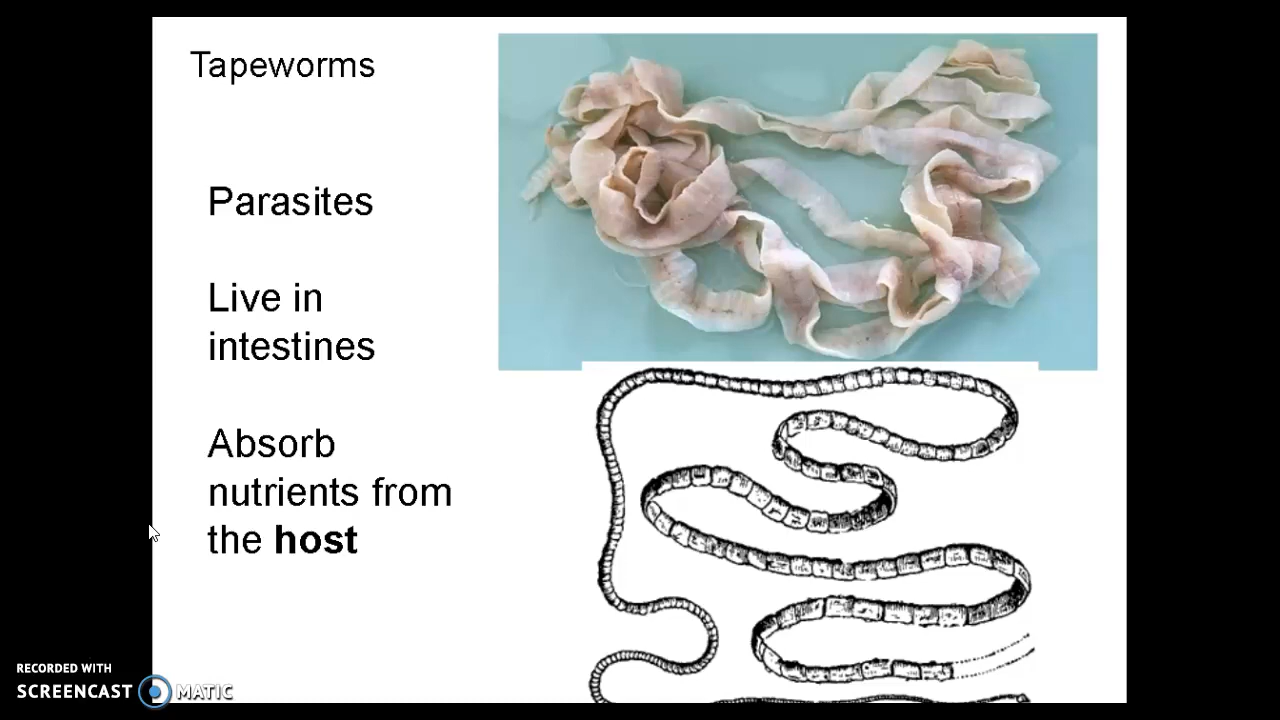 Tapeworms
Parasites
Live in
intestines
Absorb
nutrients from
the host
RECORDED WITH
SCREENCAST MATIC